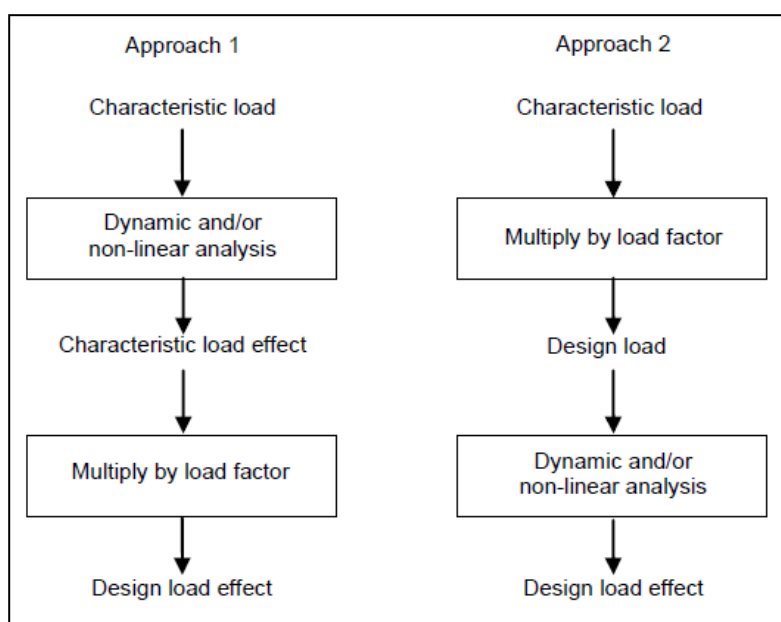 Approach 1
Characteristic load
Dynamic and/or
non-linear analysis
Characteristic load effect
Multiply by load factor
Design load effect
Approach 2
Characteristic load
Multiply by load factor
Design load
Dynamic and/or
non-linear analysis
Design load effect